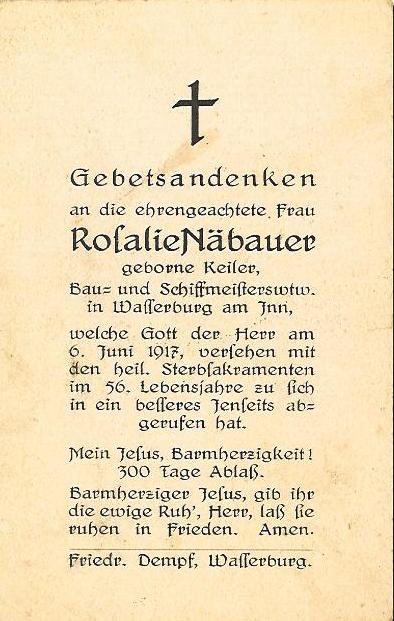 Gebetsandenken
an die ehrengeachtete Frau
Roſalie Näbauer
geborne Keiler,
Bau= und Schiffmeiſterswtw.
in Waſſerburg am Inn,
welche Gott der Herr am
6. Juni 1917, verſehen mit
den heil. Sterbſakramenten
im 56. Lebensjahre zu ſich
in ein beſſeres Jenſeits ab=
gerufen hat.
Mein Jeſus, Barmherzigkeit!
300 Tage Ablaß.
Barmherziger Jeſus, gib ihr
die ewige Ruh', Herr, laß ſie
ruhen in Frieden. Amen.
Friedr. Dempf, Waſſerburg.